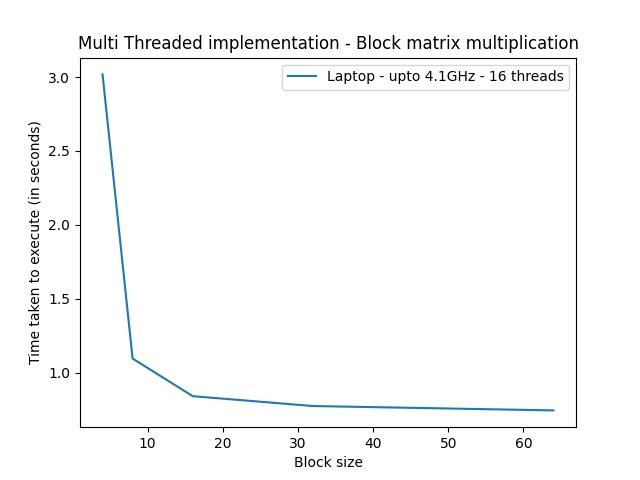 Multi Threaded implementation - Block matrix multiplication
Laptop - upto 4.1GHz - 16 threads
Time taken to execute (in seconds)
3.0
2.5
2.0
1.5
1.0
10 20 30 40 50 60
Block size